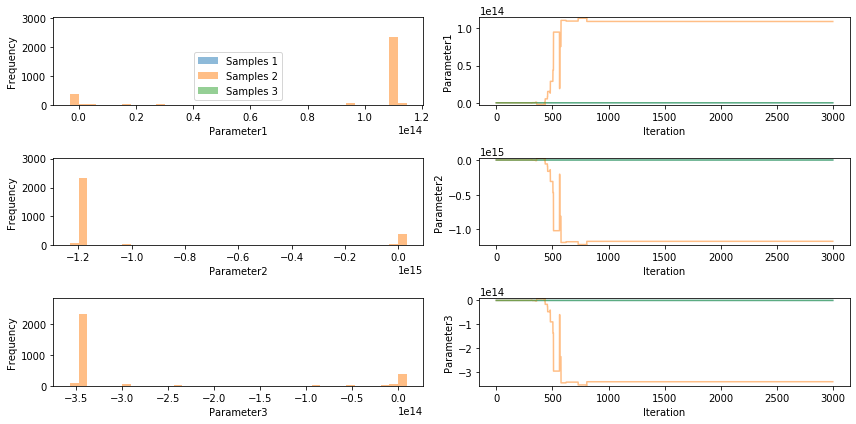 3000
2000
1000
0
Frequency
Samples 1
Samples 2
Samples 3
0.0 0.2 0.4 0.6 0.8 1.0 1.2
Parameter1
1e14
1e14
1.0
0.5
0.0
Parameter1
0 500 1000 1500 2000 2500 3000
Iteration
3000
2000
1000
0
Frequency
−1.2 −1.0 −0.8 −0.6 −0.4 −0.2 0.0
Parameter2
1e15
1e15
0.0
−0.5
−1.0
Parameter2
0 500 1000 1500 2000 2500 3000
Iteration
2000
1000
0
Frequency
−3.5 −3.0 −2.5 −2.0 −1.5 −1.0 −0.5 0.0
Parameter3
1e14
1e14
0
−1
−2
−3
Parameter3
0 500 1000 1500 2000 2500 3000
Iteration